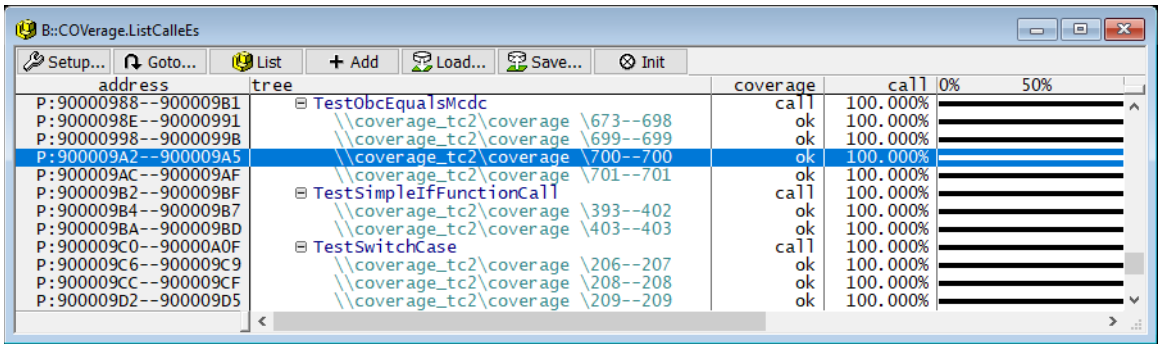 B::COVerage.ListCalleEs
Setup... Goto... List Add Load... Save... Init
address tree coverage call 0% 50%
P:90000988--900009B1 TestObcEqualsMcdc call 100.000%
P:9000098E--90000991 \\coverage_tc2\coverage \673--698 ok 100.000%
P:90000998--9000099B \\coverage_tc2\coverage \699--699 ok 100.000%
P:900009A2--900009A5 \\coverage_tc2\coverage \700--700 ok 100.000%
P:900009AC--900009AF \\coverage_tc2\coverage \701--701 ok 100.000%
P:900009B2--900009BF TestSimpleIfFunctionCall call 100.000%
P:900009B4--900009B7 \\coverage_tc2\coverage \393--402 ok 100.000%
P:900009BA--900009BD \\coverage_tc2\coverage \403--403 ok 100.000%
P:900009C0--90000A0F TestSwitchCase call 100.000%
P:900009C6--900009C9 \\coverage_tc2\coverage \206--207 ok 100.000%
P:900009CC--900009CF \\coverage_tc2\coverage \208--208 ok 100.000%
P:900009D2--900009D5 \\coverage_tc2\coverage \209--209 ok 100.000%